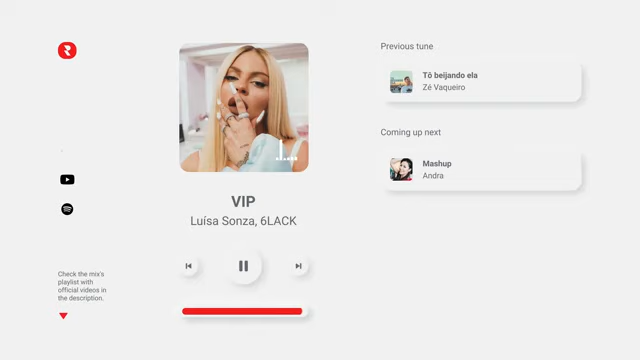 Previous tune
Tô beijando ela
Zé Vaqueiro
Coming up next
Mashup
Andra
VIP
Luísa Sonza, 6LACK
Check the mix's
playlist with
official videos in
the description.